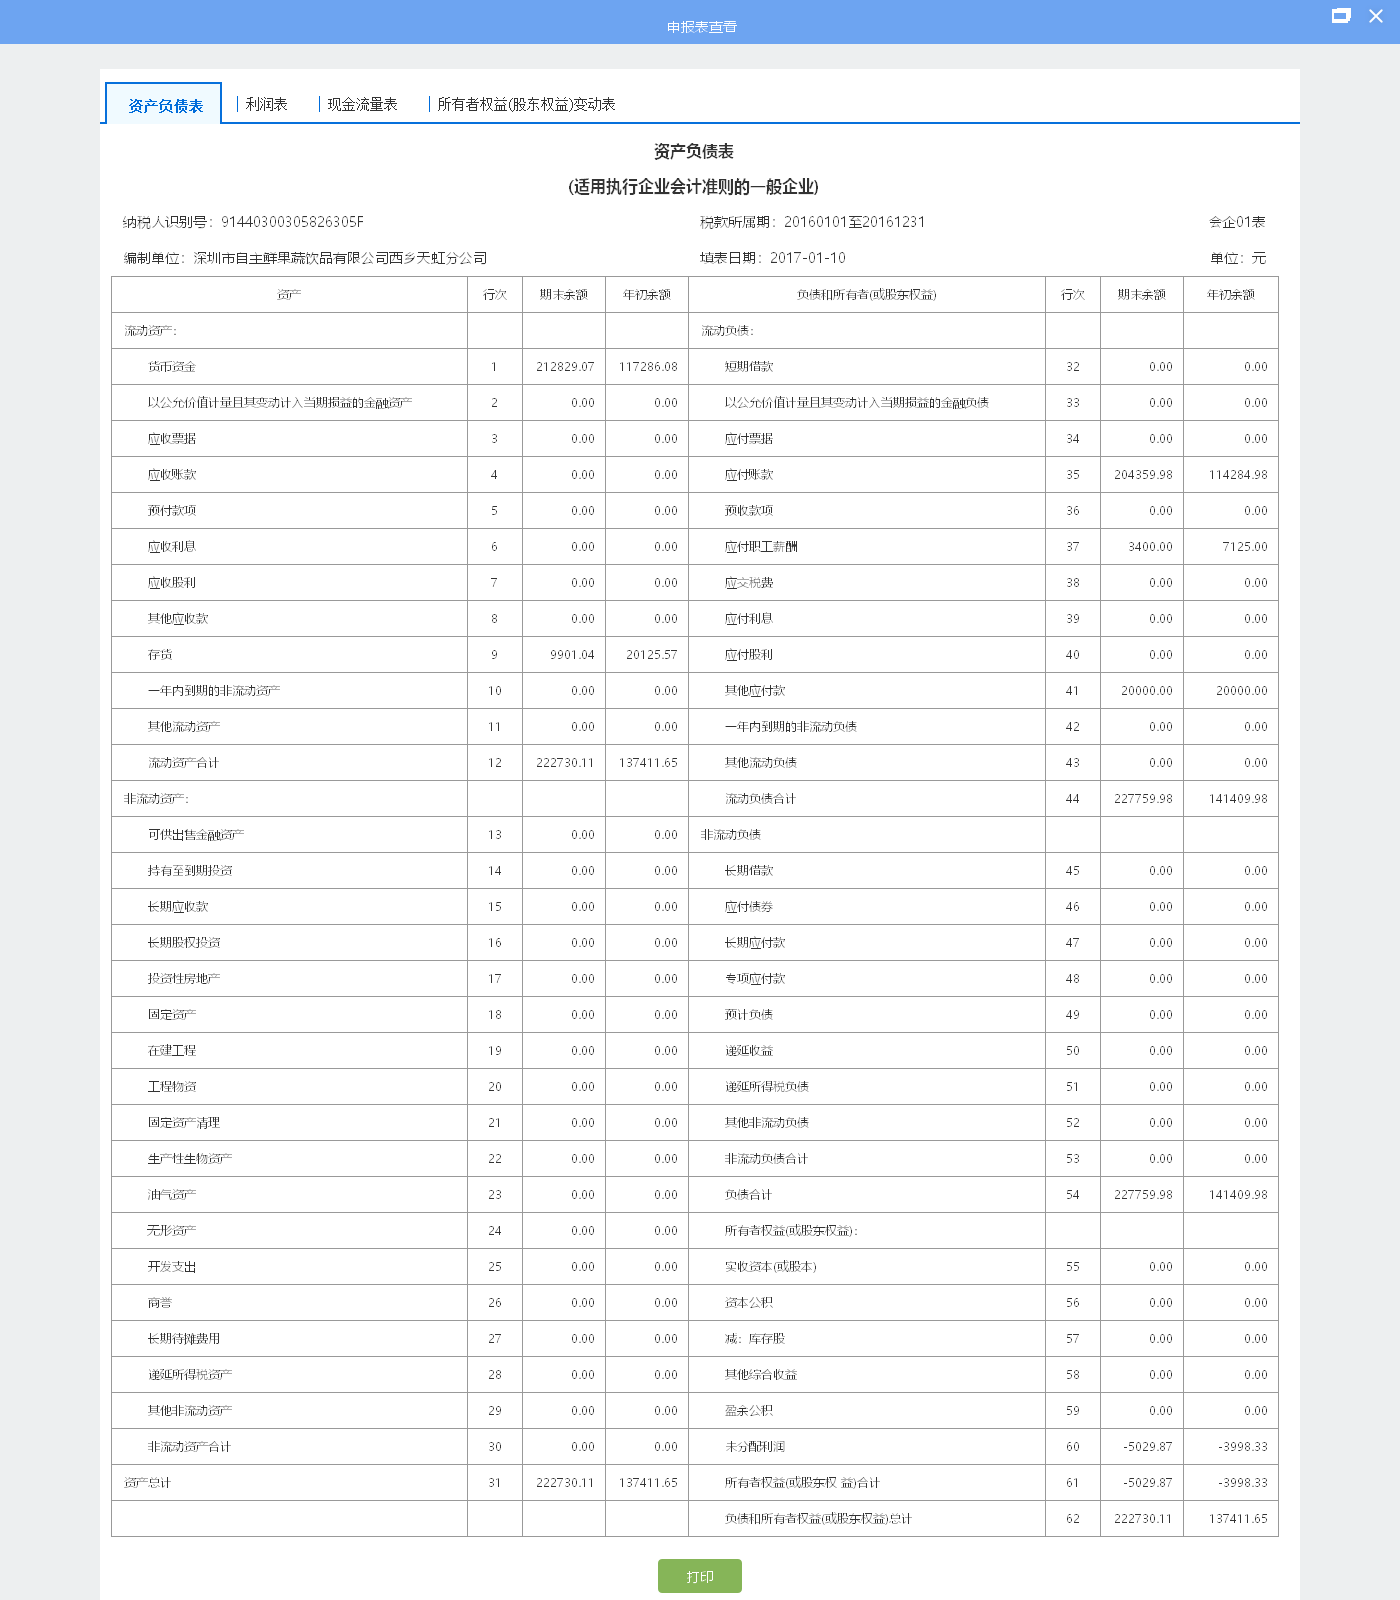 申报表查看
资产负债表 利润表 现金流量表 所有者权益(股东权益)变动表
资产负债表
(适用执行企业会计准则的一般企业)
纳税人识别号：91440300305826305F 税款所属期：20160101至20161231 会企01表
编制单位：深圳市自主鲜果蔬饮品有限公司西乡天虹分公司 填表日期：2017-01-10 单位：元
资产 行次 期末余额 年初余额 负债和所有者(或股东权益) 行次 期末余额 年初余额
流动资产： 流动负债：
货币资金 1 212829.07 117286.08 短期借款 32 0.00 0.00
以公允价值计量且其变动计入当期损益的金融资产 2 0.00 0.00 以公允价值计量且其变动计入当期损益的金融负债 33 0.00 0.00
应收票据 3 0.00 0.00 应付票据 34 0.00 0.00
应收账款 4 0.00 0.00 应付账款 35 204359.98 114284.98
预付款项 5 0.00 0.00 预收款项 36 0.00 0.00
应收利息 6 0.00 0.00 应付职工薪酬 37 3400.00 7125.00
应收股利 7 0.00 0.00 应交税费 38 0.00 0.00
其他应收款 8 0.00 0.00 应付利息 39 0.00 0.00
存货 9 9901.04 20125.57 应付股利 40 0.00 0.00
一年内到期的非流动资产 10 0.00 0.00 其他应付款 41 20000.00 20000.00
其他流动资产 11 0.00 0.00 一年内到期的非流动负债 42 0.00 0.00
流动资产合计 12 222730.11 137411.65 其他流动负债 43 0.00 0.00
非流动资产： 流动负债合计 44 227759.98 141409.98
可供出售金融资产 13 0.00 0.00 非流动负债
持有至到期投资 14 0.00 0.00 长期借款 45 0.00 0.00
长期应收款 15 0.00 0.00 应付债券 46 0.00 0.00
长期股权投资 16 0.00 0.00 长期应付款 47 0.00 0.00
投资性房地产 17 0.00 0.00 专项应付款 48 0.00 0.00
固定资产 18 0.00 0.00 预计负债 49 0.00 0.00
在建工程 19 0.00 0.00 递延收益 50 0.00 0.00
工程物资 20 0.00 0.00 递延所得税负债 51 0.00 0.00
固定资产清理 21 0.00 0.00 其他非流动负债 52 0.00 0.00
生产性生物资产 22 0.00 0.00 非流动负债合计 53 0.00 0.00
油气资产 23 0.00 0.00 负债合计 54 227759.98 141409.98
无形资产 24 0.00 0.00 所有者权益(或股东权益)：
开发支出 25 0.00 0.00 实收资本(或股本) 55 0.00 0.00
商誉 26 0.00 0.00 资本公积 56 0.00 0.00
长期待摊费用 27 0.00 0.00 减：库存股 57 0.00 0.00
递延所得税资产 28 0.00 0.00 其他综合收益 58 0.00 0.00
其他非流动资产 29 0.00 0.00 盈余公积 59 0.00 0.00
非流动资产合计 30 0.00 0.00 未分配利润 60 -5029.87 -3998.33
资产总计 31 222730.11 137411.65 所有者权益(或股东权 益)合计 61 -5029.87 -3998.33
负债和所有者权益(或股东权益)总计 62 222730.11 137411.65
打印